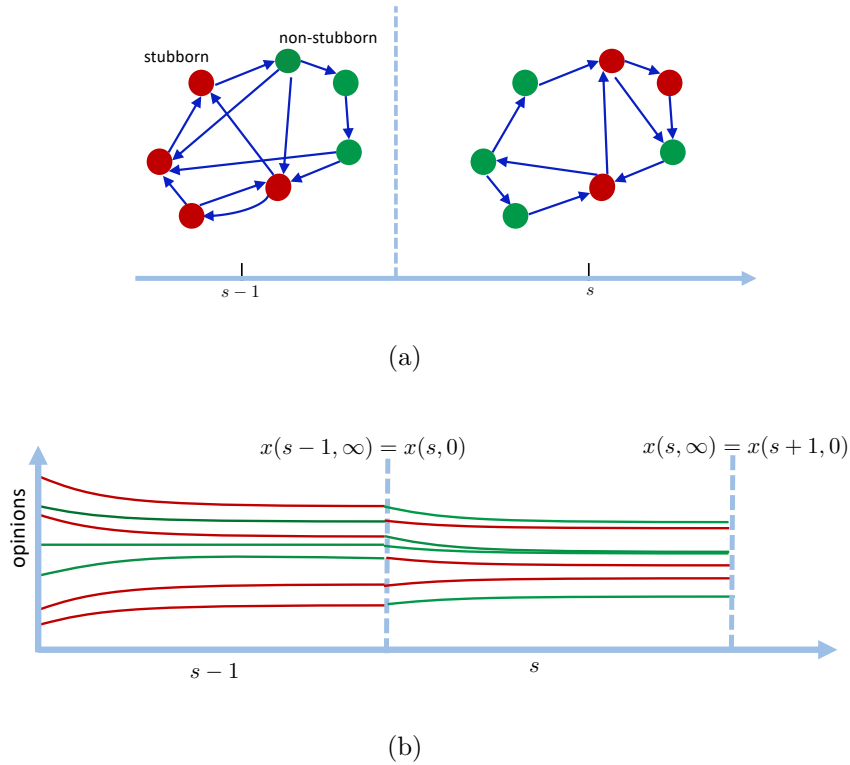 non-stubborn
stubborn
s − 1
s
(a)
x(s − 1, ∞) = x(s, 0)
x(s, ∞) = x(s + 1, 0)
opinions
s − 1
s
(b)